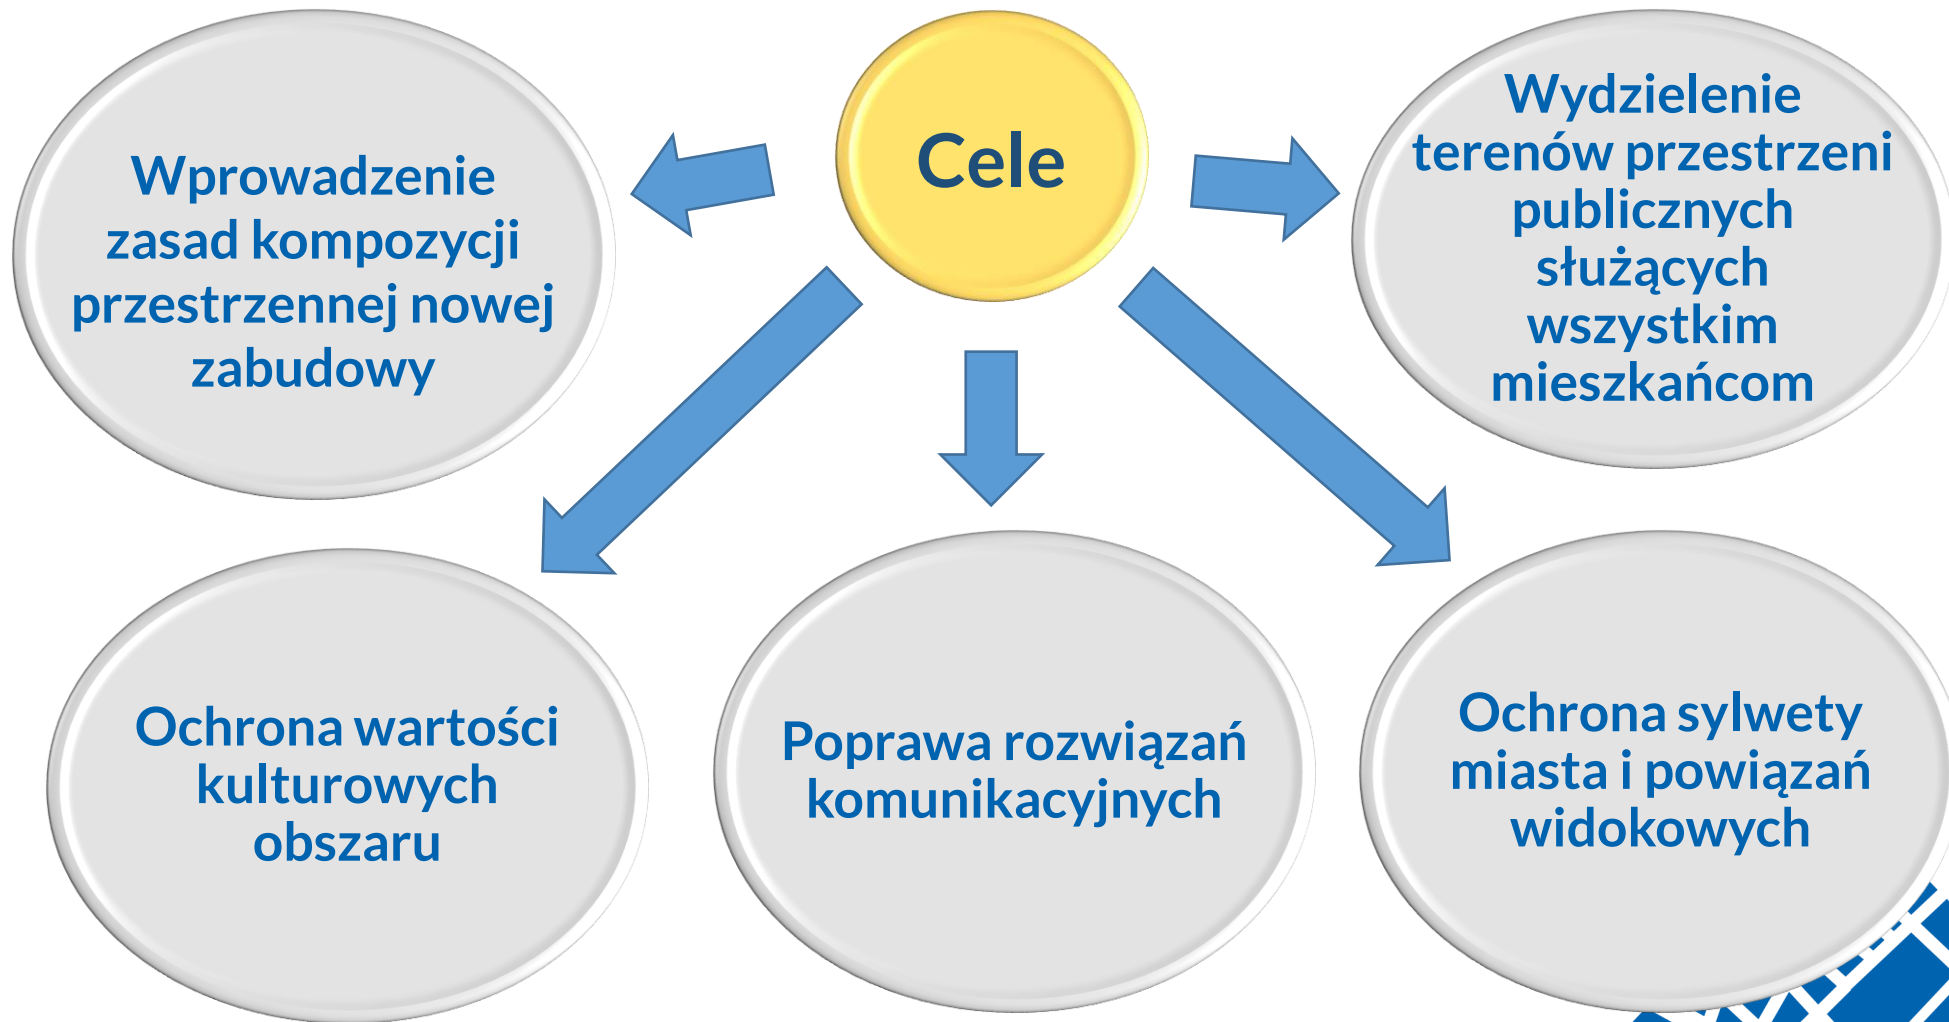 Cele
Wprowadzenie
zasad kompozycji
przestrzennej nowej
zabudowy
Wydzielenie
terenów przestrzeni
publicznych
służących
wszystkim
mieszkańcom
Ochrona wartości
kulturowych
obszaru
Poprawa rozwiązań
komunikacyjnych
Ochrona sylwety
miasta i powiązań
widokowych